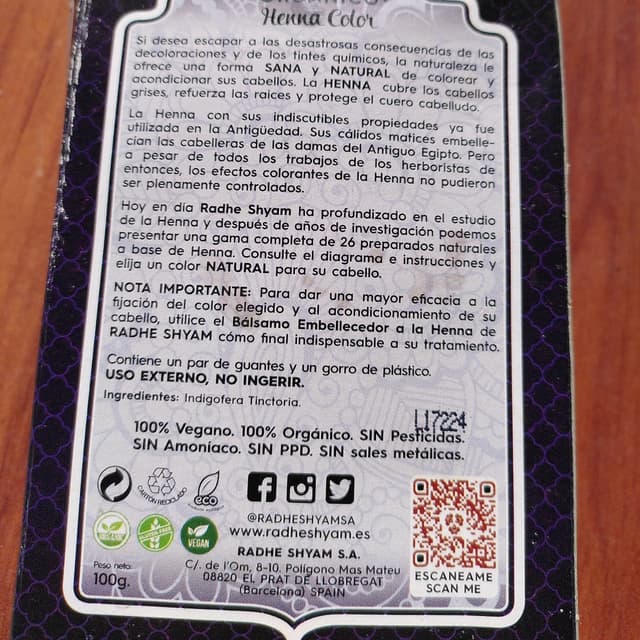 Henna Color
Si desea escapar a las desastrosas consecuencias de las
decoloraciones y de los tintes químicos, la naturaleza le
ofrece una forma SANA y NATURAL de colorear y
acondicionar sus cabellos. La HENNA cubre los cabellos
grises, refuerza las raices y protege el cuero cabelludo.
La Henna con sus indiscutibles propiedades ya fue
utilizada en la Antigüedad. Sus cálidos matices embelle-
cían las cabelleras de las damas del Antiguo Egipto. Pero
a pesar de todos los trabajos de los herboristas de
entonces, los efectos colorantes de la Henna no pudieron
ser plenamente controlados.
Hoy en día Radhe Shyam ha profundizado en el estudio
de la Henna y después de años de investigación podemos
presentar una gama completa de 26 preparados naturales
a base de Henna. Consulte el diagrama e instrucciones y
elija un color NATURAL para su cabello.
NOTA IMPORTANTE: Para dar una mayor eficacia a la
fijación del color elegido y al acondicionamiento de su
cabello, utilice el Bálsamo Embellecedor a la Henna de
RADHE SHYAM cómo final indispensable a su tratamiento.
Contiene un par de guantes y un gorro de plástico.
USO EXTERNO, NO INGERIR.
Ingredientes: Indigofera Tinctoria.
L17224
100% Vegano. 100% Orgánico. SIN Pesticidas.
SIN Amoníaco. SIN PPD. SIN sales metálicas.
CARTÓN RECICLADO
eco
ORGANIC
GLUTEN FREE
VEGAN
@RADHESHYAMSA
www.radheshyam.es
RADHE SHYAM S.A.
C/. de l'Om, 8-10. Polígono Mas Mateu
08820 EL PRAT DE LLOBREGAT
(Barcelona) SPAIN
Peso neto:
100g.
ESCANEAME
SCAN ME